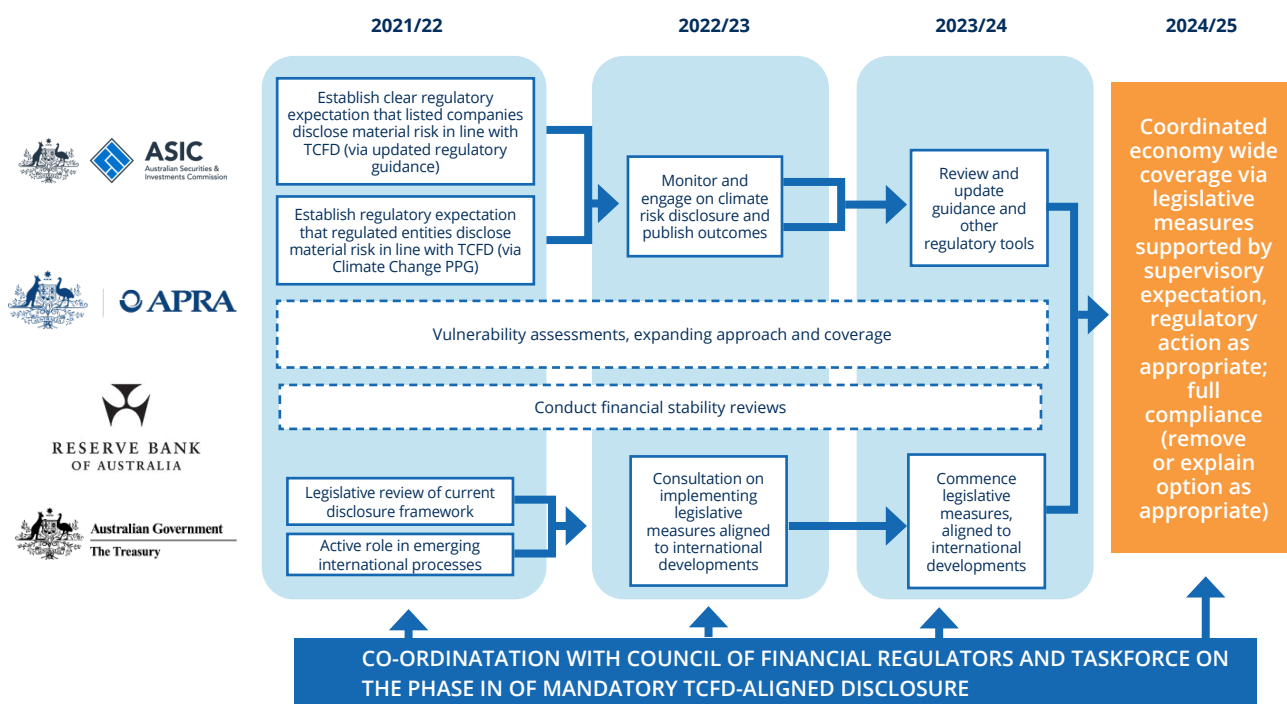 2021/22
2022/23
2023/24
2024/25
ASIC
Australian Securities &
Investments Commission
APRA
RESERVE BANK
OF AUSTRALIA
Australian Government
The Treasury
Establish clear regulatory
expectation that listed companies
disclose material risk in line with
TCFD (via updated regulatory
guidance)
Establish regulatory expectation
that regulated entities disclose
material risk in line with TCFD (via
Climate Change PPG)
Monitor and
engage on climate
risk disclosure and
publish outcomes
Review and
update
guidance and
other
regulatory tools
Vulnerability assessments, expanding approach and coverage
Conduct financial stability reviews
Legislative review of current
disclosure framework
Active role in emerging
international processes
Consultation on
implementing
legislative
measures aligned
to international
developments
Commence
legislative
measures,
aligned to
international
developments
Coordinated
economy wide
coverage via
legislative
measures
supported by
supervisory
expectation,
regulatory
action as
appropriate;
full
compliance
(remove
or explain
option as
appropriate)
CO-ORDINATATION WITH COUNCIL OF FINANCIAL REGULATORS AND TASKFORCE ON
THE PHASE IN OF MANDATORY TCFD-ALIGNED DISCLOSURE